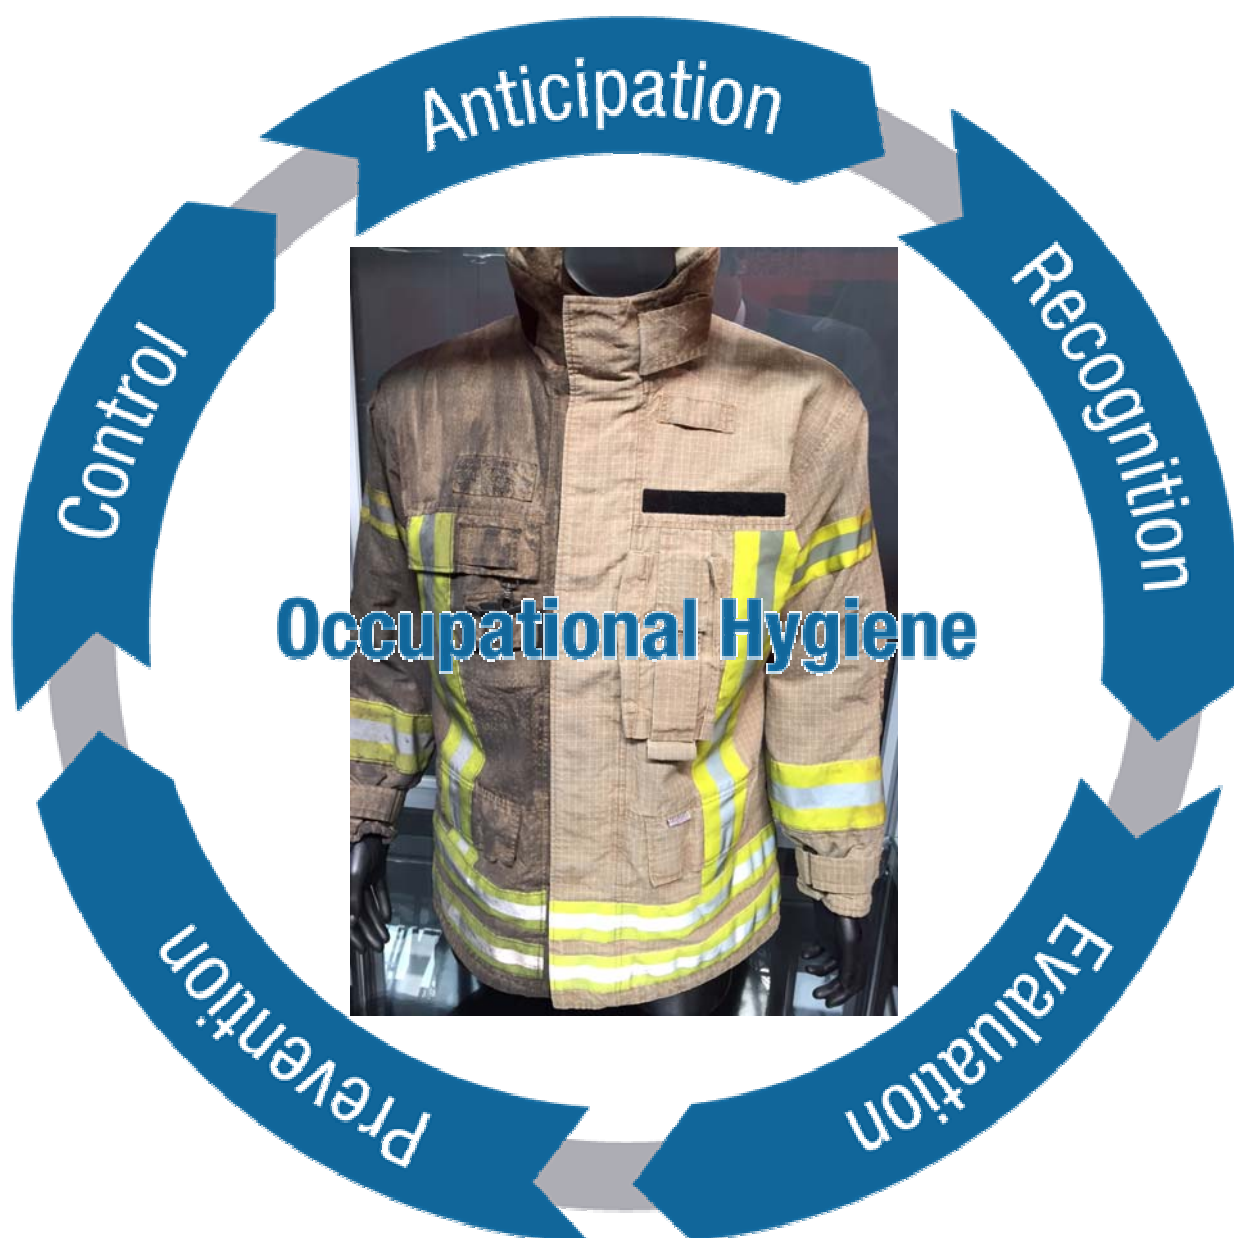 Anticipation
Recognition
Evaluation
Prevention
Control
Occupational Hygiene